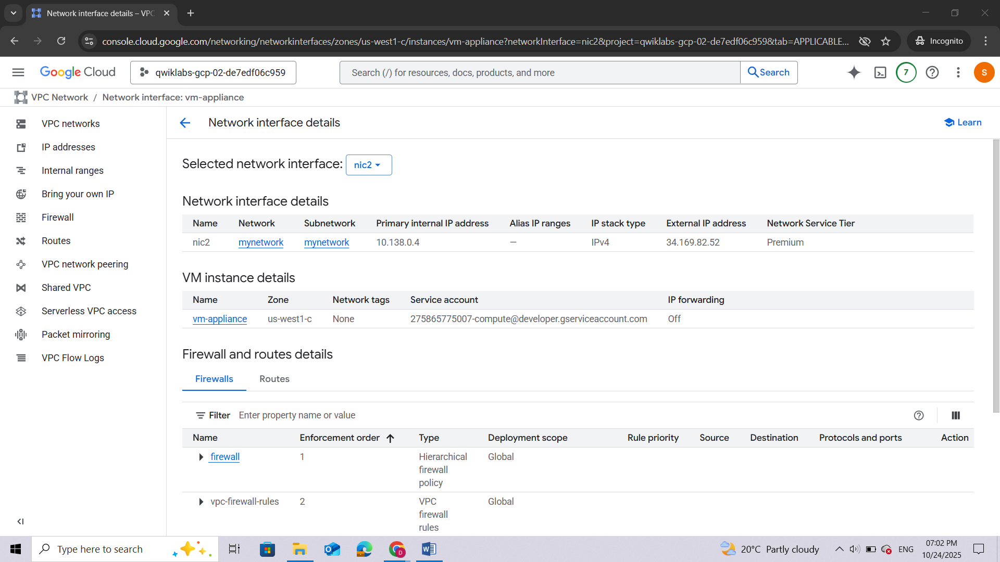 Network interface details – VPC
console.cloud.google.com/networking/networkinterfaces/zones/us-west1-c/instances/vm-appliance?networkInterface=nic2&project=qwiklabs-gcp-02-de7edf06c959&tab=APPLICABLE...
Incognito
Google Cloud
qwiklabs-gcp-02-de7edf06c959
Search (/) for resources, docs, products, and more
Search
7
S
VPC Network / Network interface: vm-appliance
VPC networks
IP addresses
Internal ranges
Bring your own IP
Firewall
Routes
VPC network peering
Shared VPC
Serverless VPC access
Packet mirroring
VPC Flow Logs
Network interface details
Learn
Selected network interface: nic2
Network interface details
Name Network Subnetwork Primary internal IP address Alias IP ranges IP stack type External IP address Network Service Tier
nic2 mynetwork mynetwork 10.138.0.4 — IPv4 34.169.82.52 Premium
VM instance details
Name Zone Network tags Service account IP forwarding
vm-appliance us-west1-c None 275865775007-compute@developer.gserviceaccount.com Off
Firewall and routes details
Firewalls Routes
Filter Enter property name or value
Name Enforcement order Type Deployment scope Rule priority Source Destination Protocols and ports Action
firewall 1 Hierarchical firewall policy Global
vpc-firewall-rules 2 VPC firewall rules Global
Type here to search
20°C Partly cloudy
ENG
07:02 PM
10/24/2025